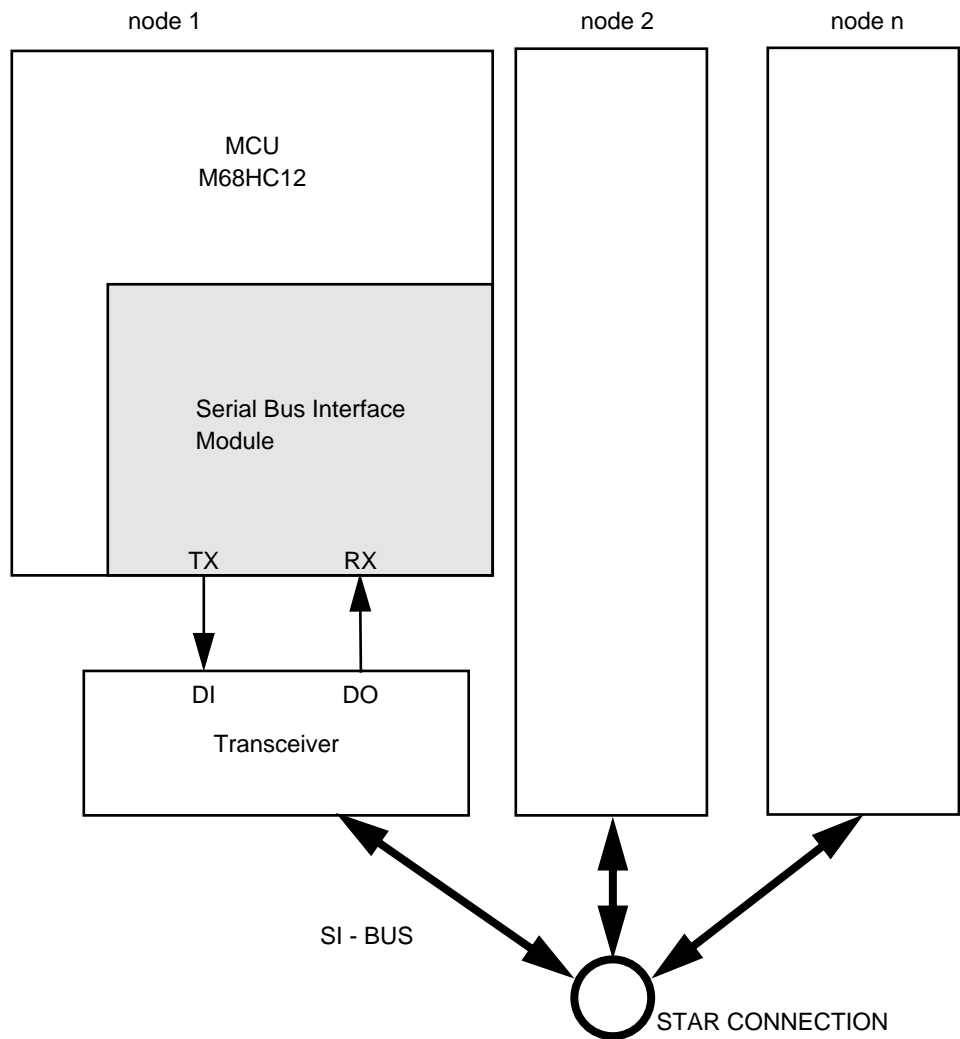 node 1
node 2
node n
MCU
M68HC12
Serial Bus Interface
Module
TX
RX
DI
DO
Transceiver
SI - BUS
STAR CONNECTION